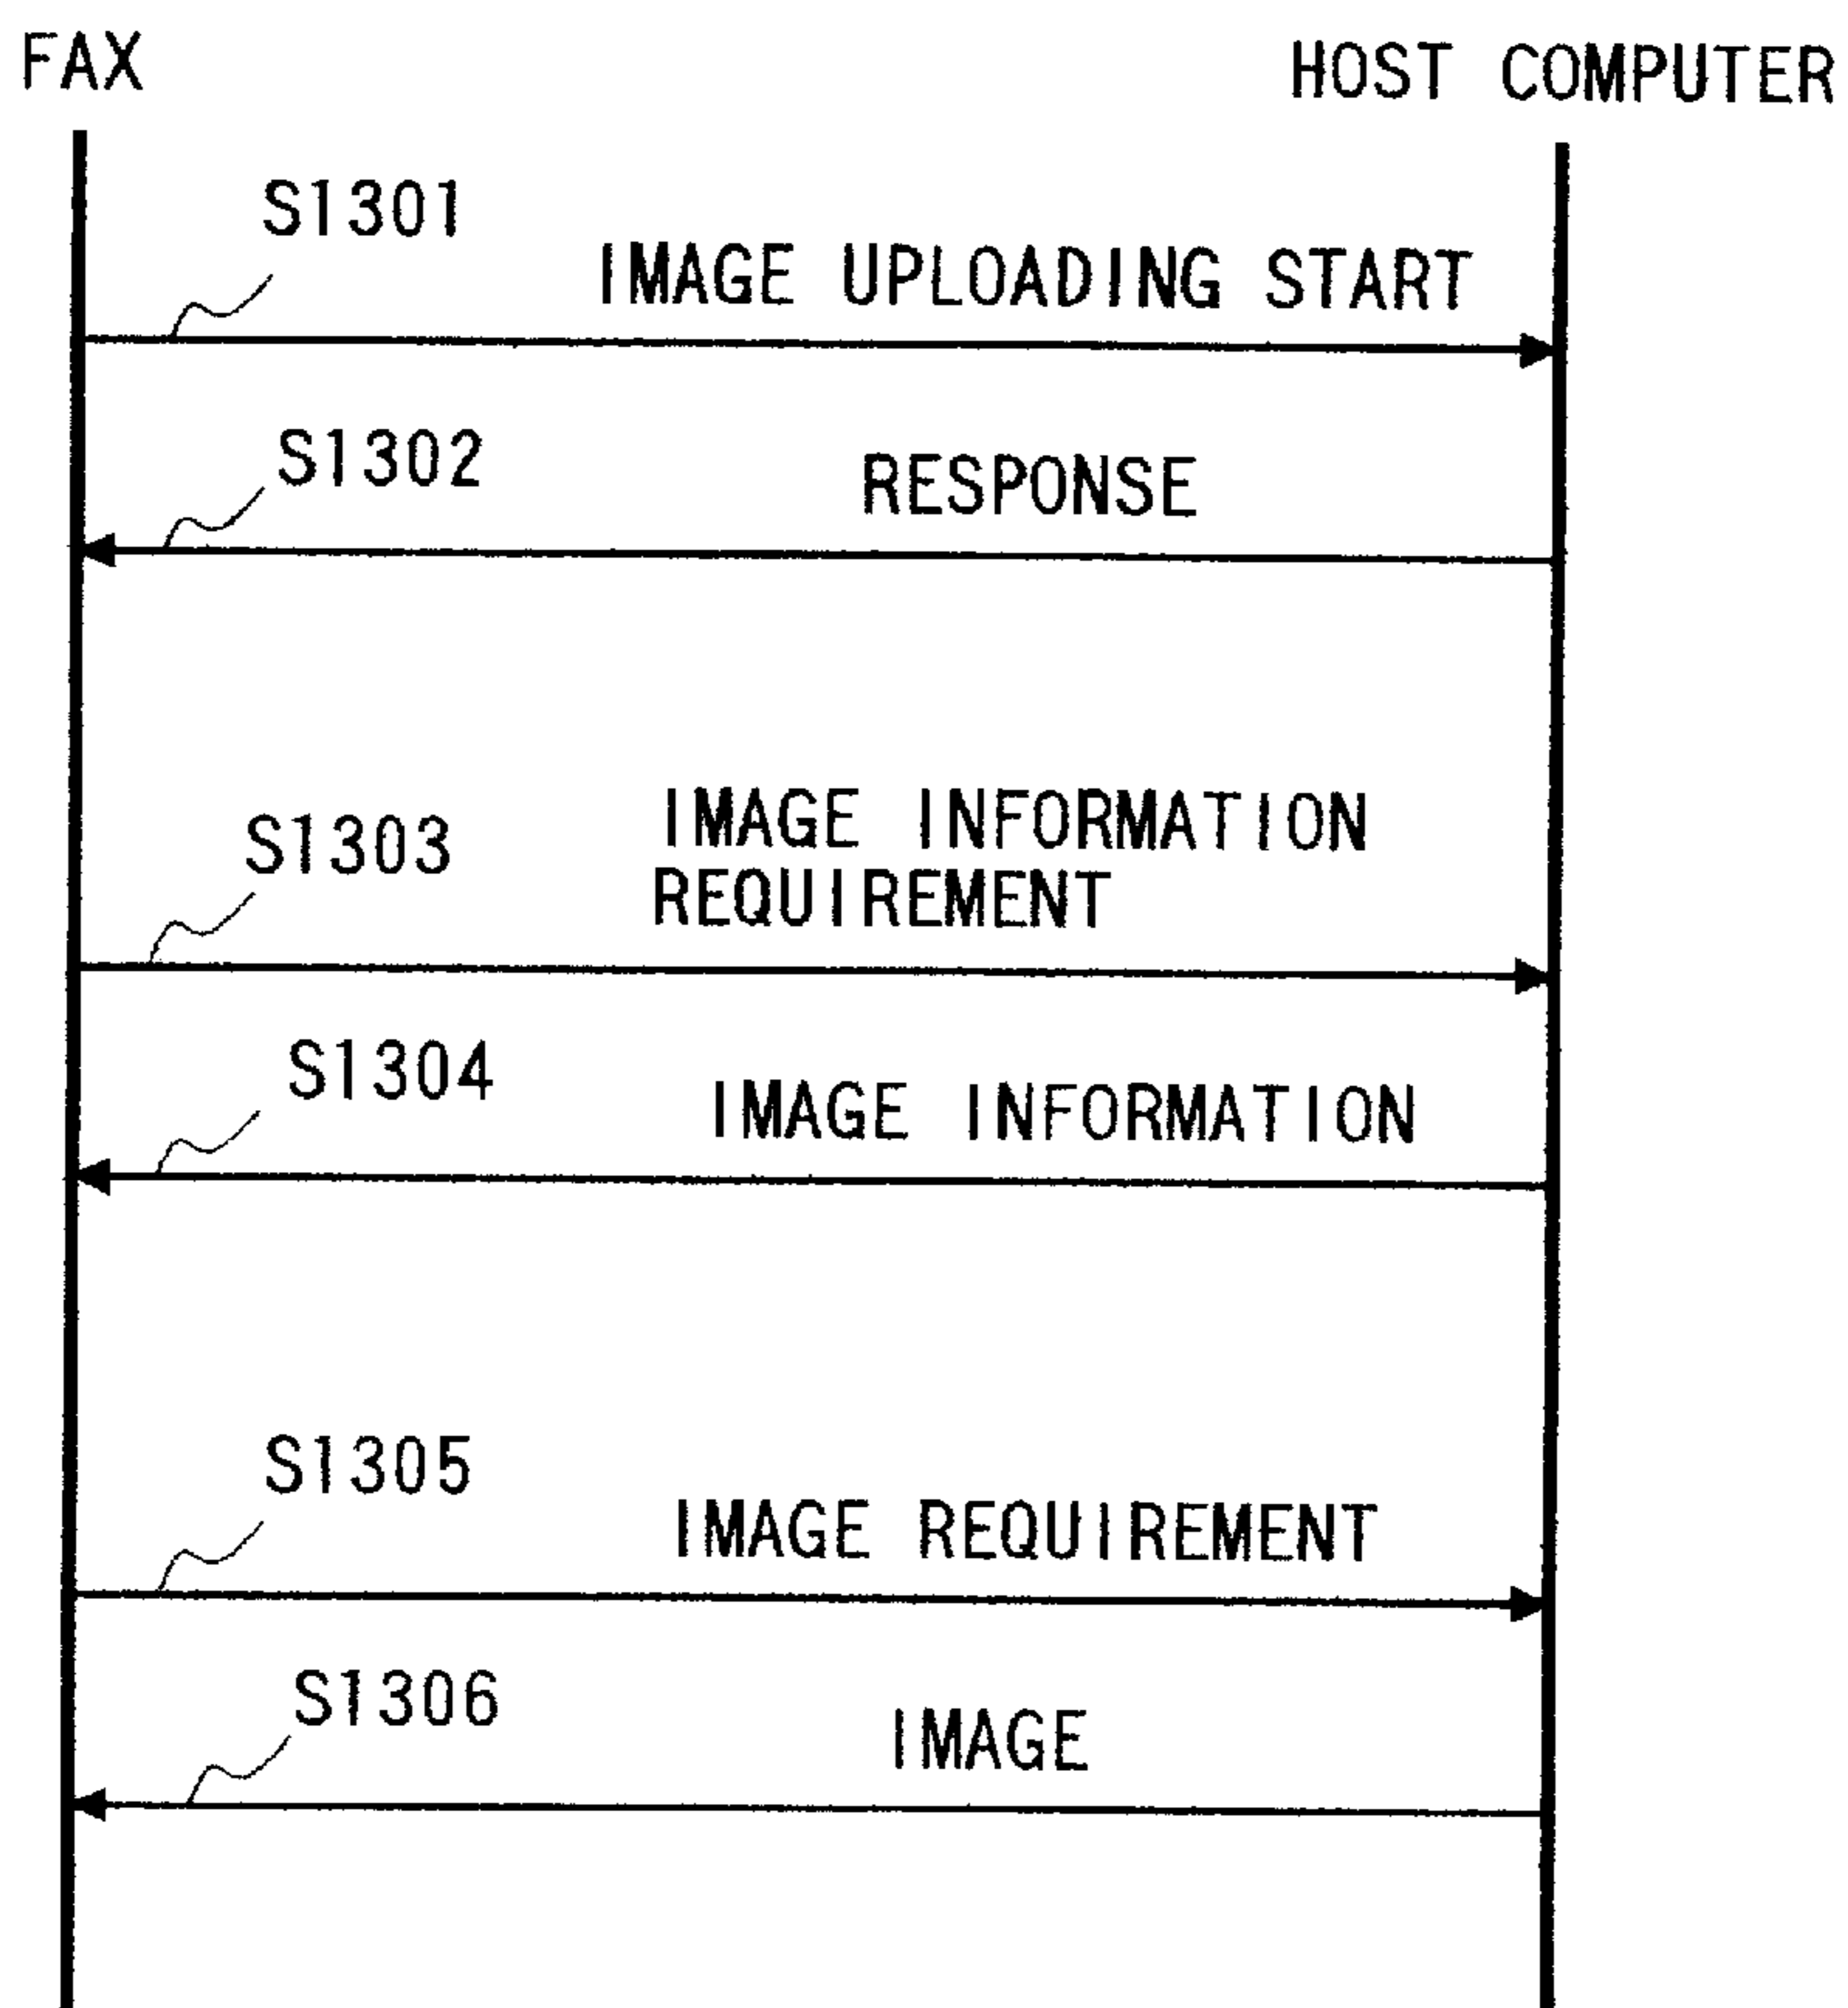 FAX
HOST COMPUTER
S1301
IMAGE UPLOADING START
S1302
RESPONSE
S1303
IMAGE INFORMATION
REQUIREMENT
S1304
IMAGE INFORMATION
S1305
IMAGE REQUIREMENT
S1306
IMAGE